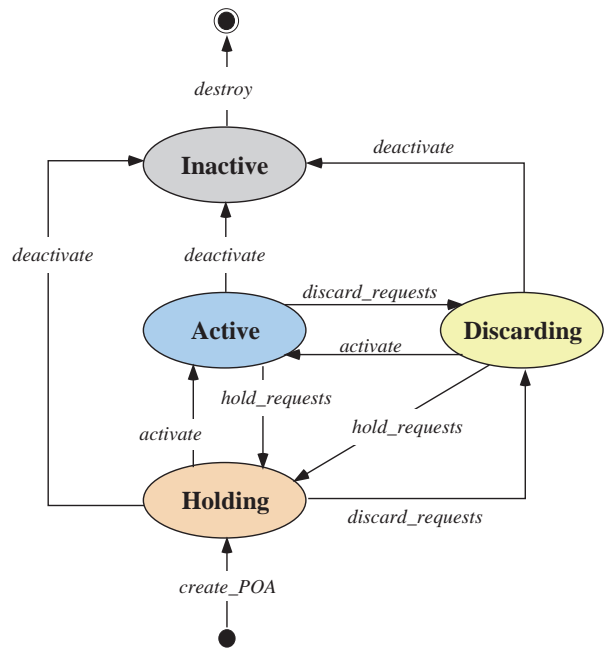 destroy
Inactive
deactivate
deactivate
deactivate
discard_requests
Active
Discarding
activate
hold_requests
hold_requests
activate
Holding
discard_requests
create_POA